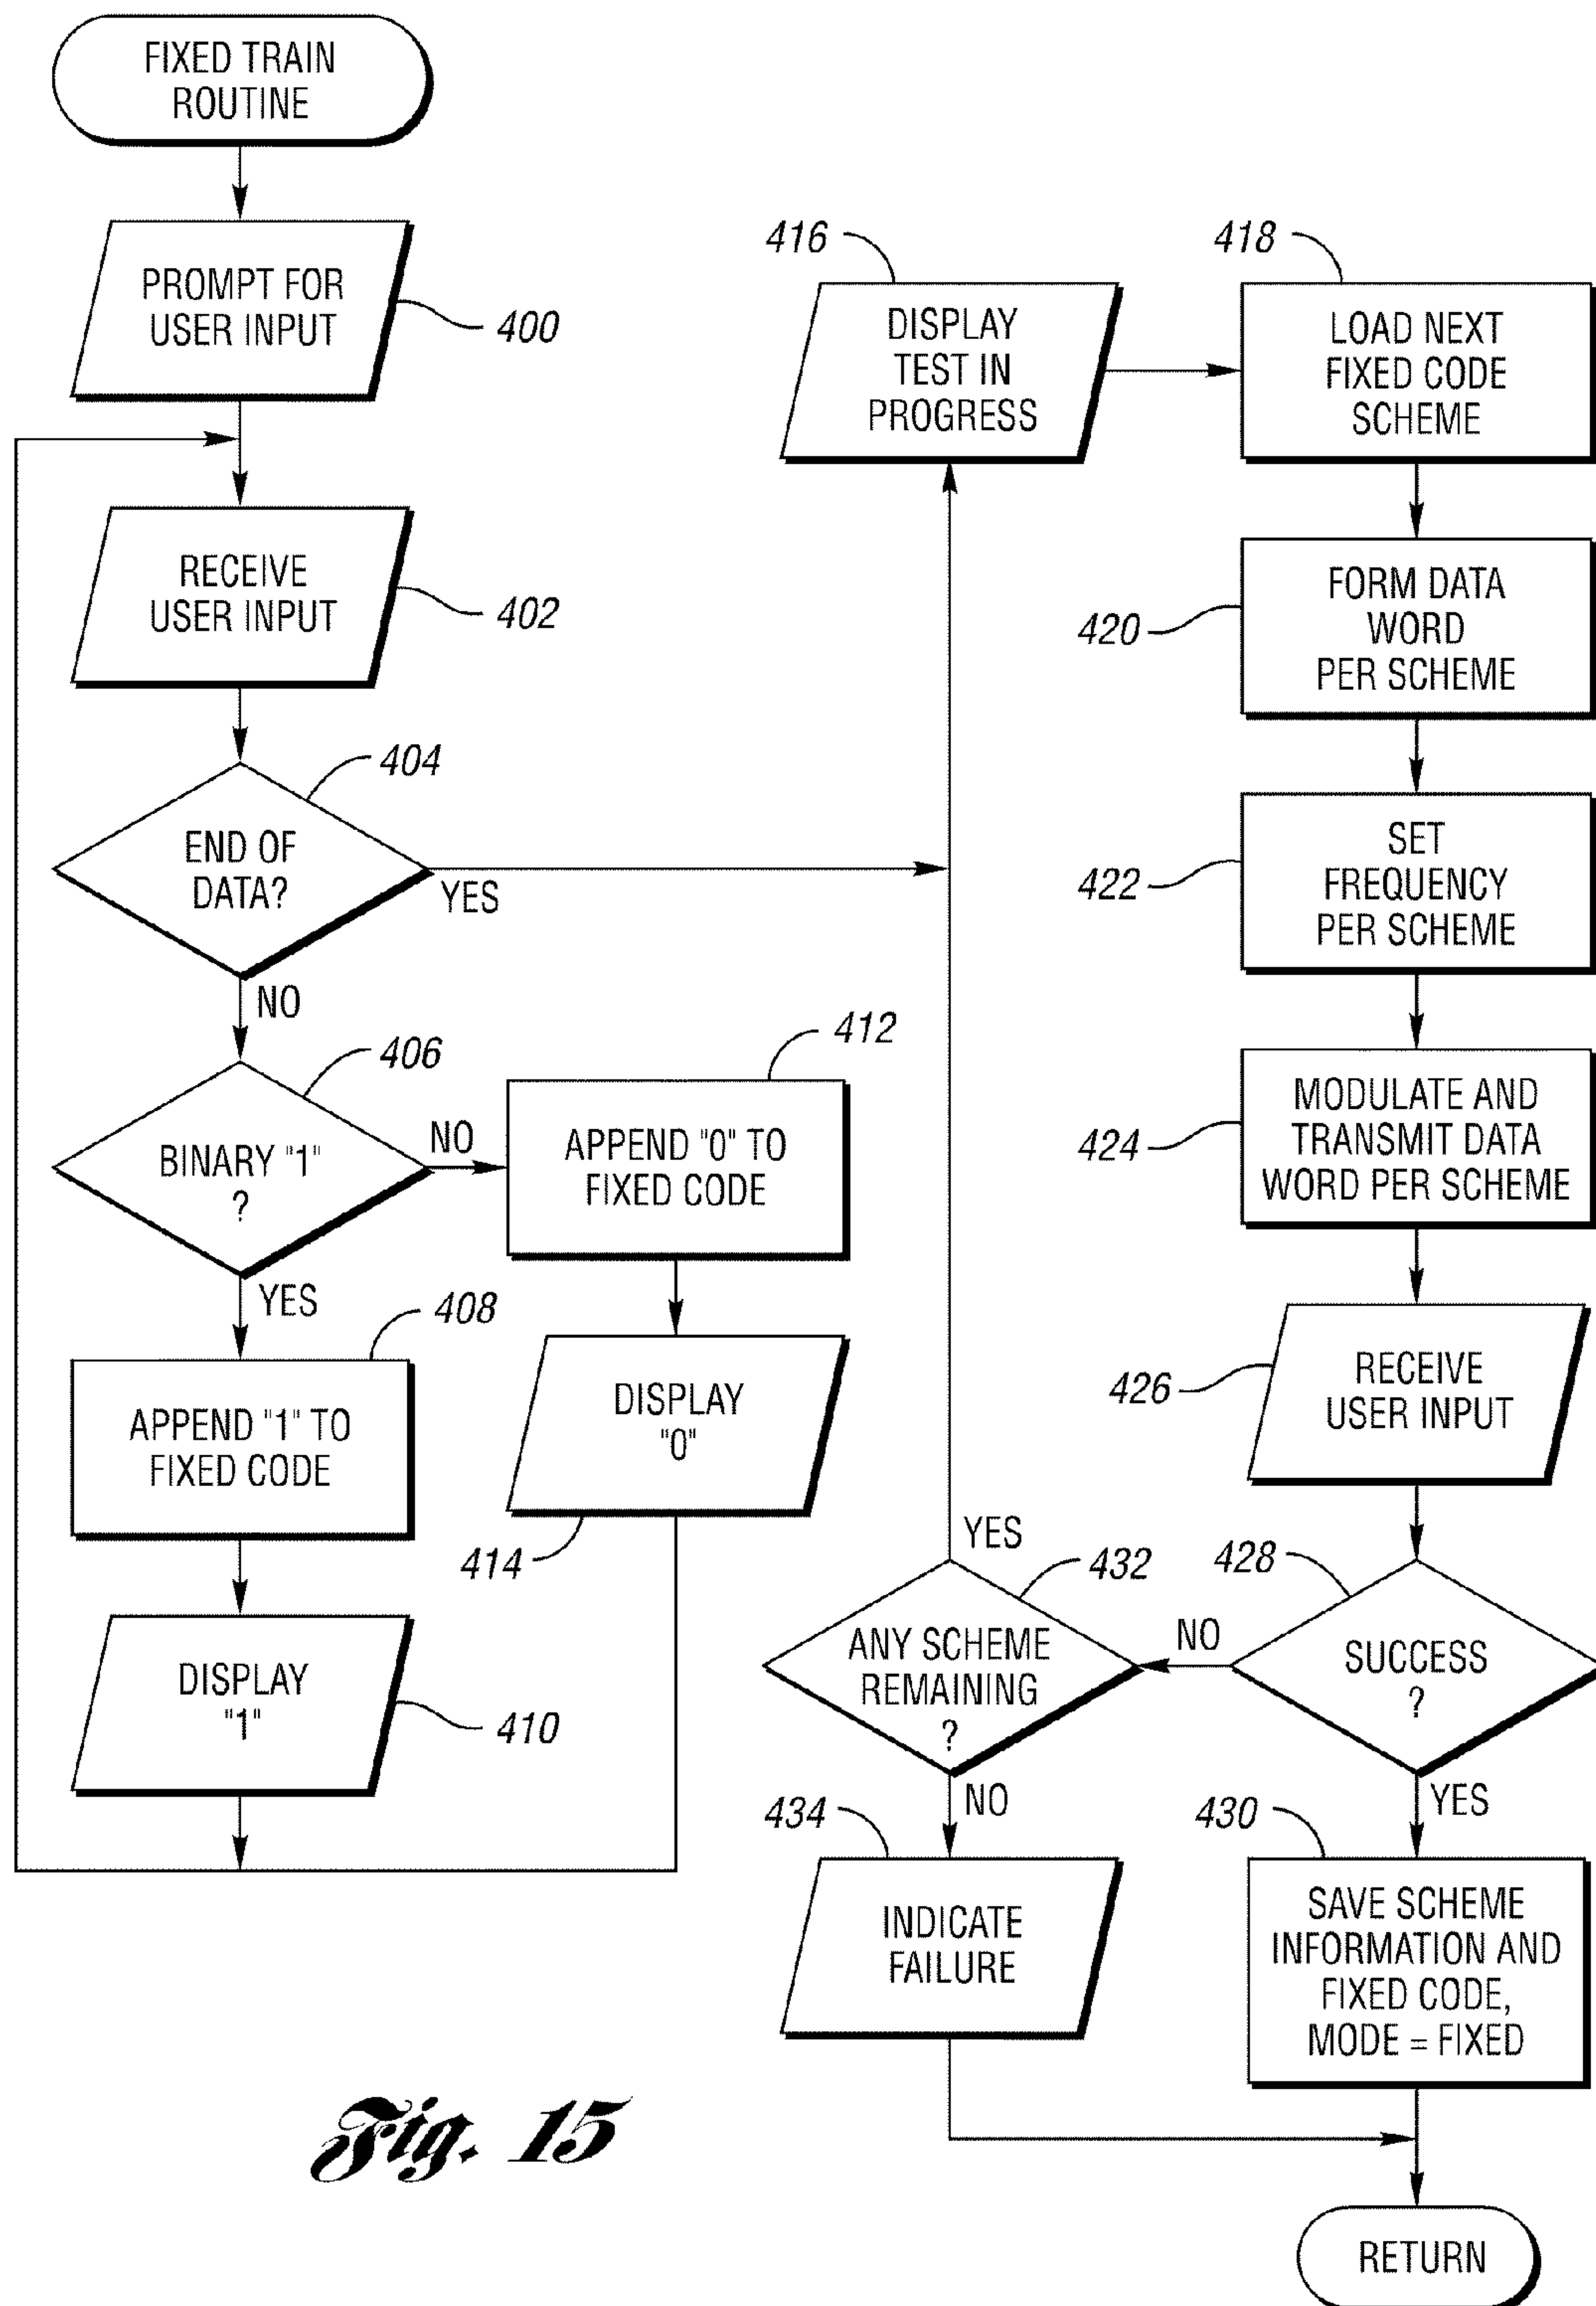 FIXED TRAIN
ROUTINE
PROMPT FOR
USER INPUT
400
RECEIVE
USER INPUT
402
404
END OF
DATA?
YES
NO
406
BINARY "1"
?
NO
YES
412
APPEND "0" TO
FIXED CODE
408
APPEND "1" TO
FIXED CODE
DISPLAY
"0"
414
DISPLAY
"1"
410
416
DISPLAY
TEST IN
PROGRESS
418
LOAD NEXT
FIXED CODE
SCHEME
420
FORM DATA
WORD
PER SCHEME
422
SET
FREQUENCY
PER SCHEME
424
MODULATE AND
TRANSMIT DATA
WORD PER SCHEME
426
RECEIVE
USER INPUT
428
SUCCESS
?
NO
YES
432
ANY SCHEME
REMAINING
?
YES
NO
434
INDICATE
FAILURE
430
SAVE SCHEME
INFORMATION AND
FIXED CODE,
MODE = FIXED
RETURN
Fig. 15